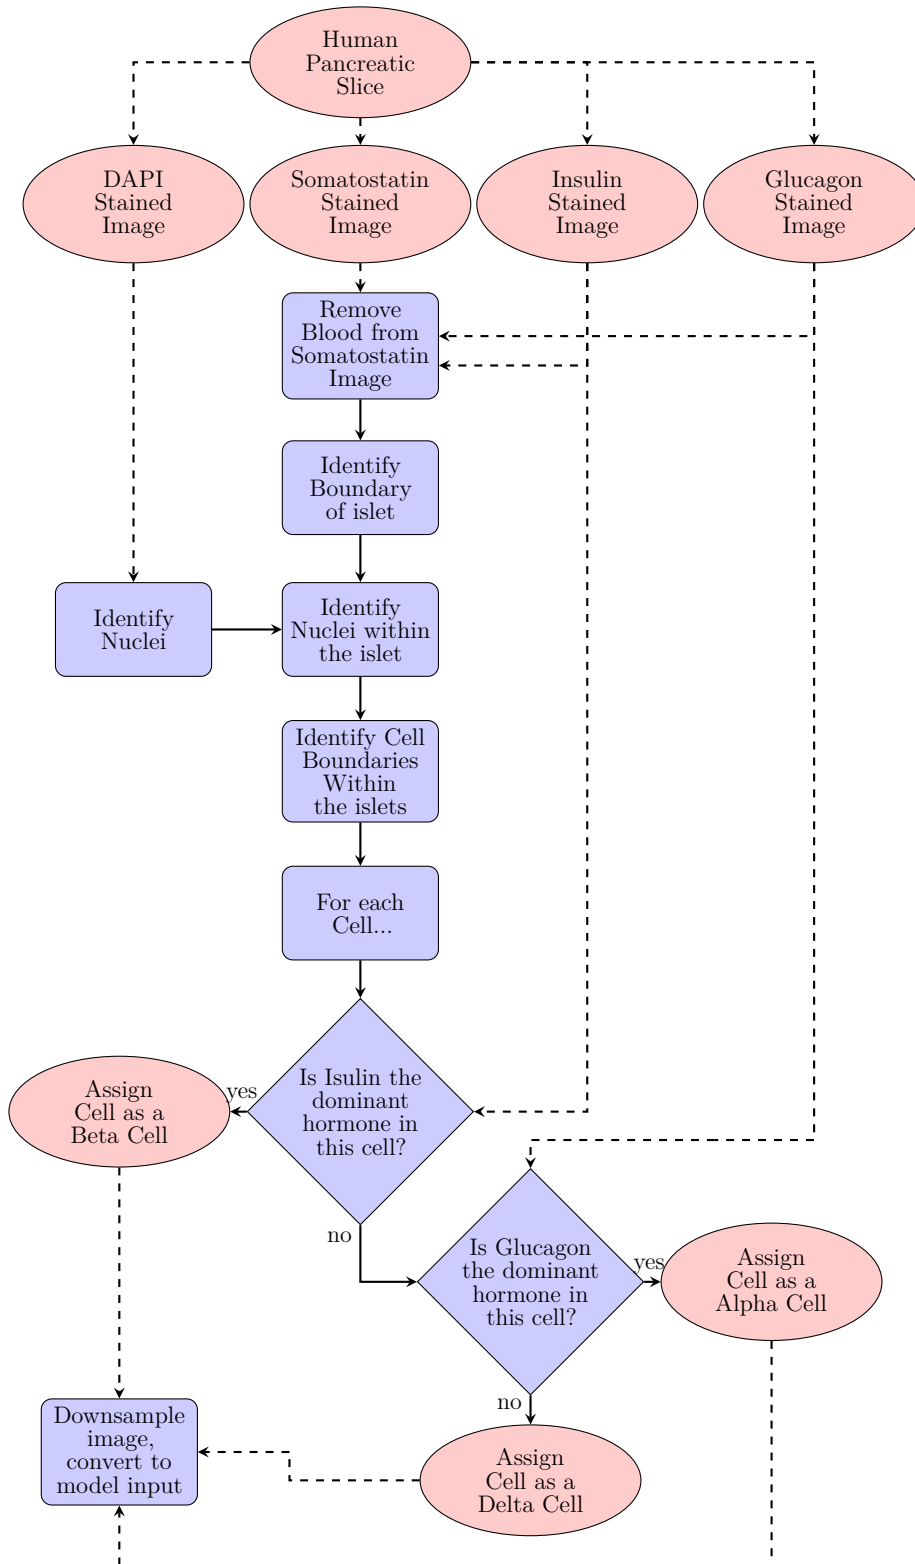 Human
Pancreatic
Slice
DAPI
Stained
Image
Somatostatin
Stained
Image
Insulin
Stained
Image
Glucagon
Stained
Image
Remove
Blood from
Somatostatin
Image
Identify
Boundary
of islet
Identify
Nuclei
Identify
Nuclei within
the islet
Identify Cell
Boundaries
Within
the islets
For each
Cell...
Is Isulin the
dominant
hormone in
this cell?
yes
Assign
Cell as a
Beta Cell
no
Is Glucagon
the dominant
hormone in
this cell?
yes
Assign
Cell as a
Alpha Cell
no
Assign
Cell as a
Delta Cell
Downsample
image,
convert to
model input